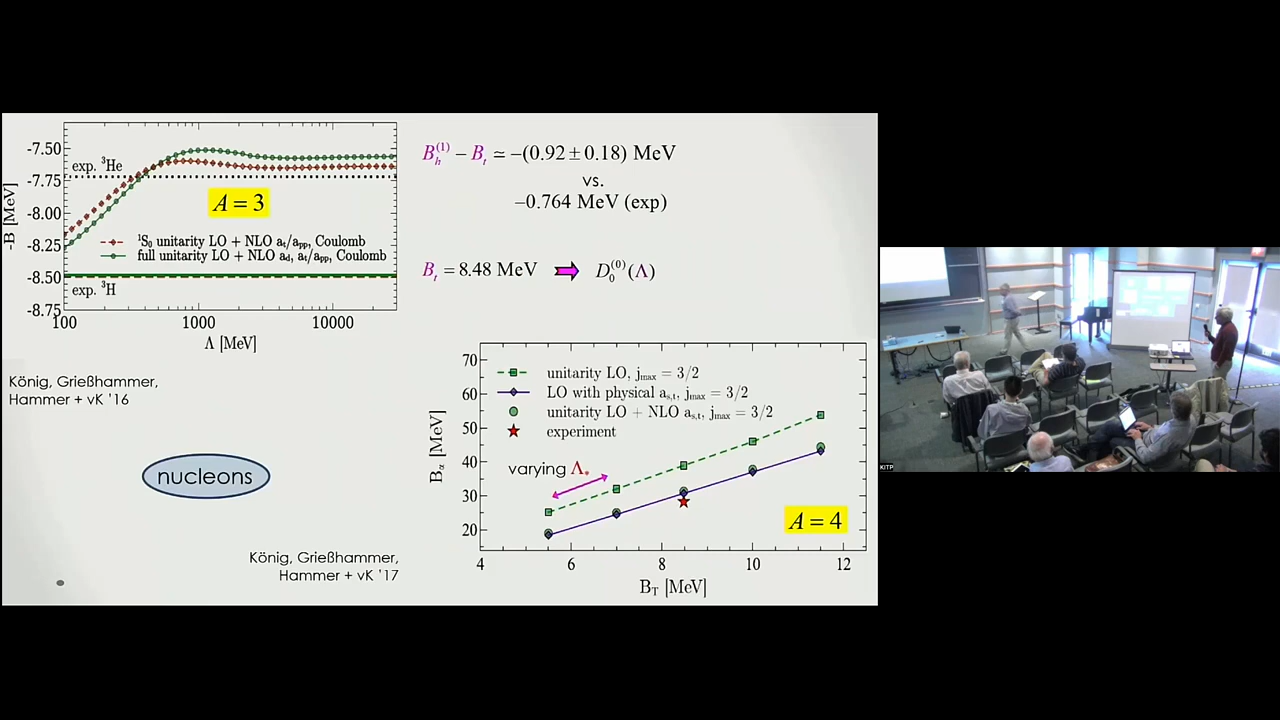 -7.50
-7.75
-8.00
-8.25
-8.50
-8.75
-B [MeV]
exp. ³He
A = 3
¹S₀ unitarity LO + NLO aₜ/aₚₚ, Coulomb
full unitarity LO + NLO a_d, aₜ/aₚₚ, Coulomb
exp. ³H
100 1000 10000
Λ [MeV]
B_h^(1) – B_t ≃ –(0.92 ± 0.18) MeV
vs.
–0.764 MeV (exp)
B_t = 8.48 MeV ⇨ D_0^(0)(Λ)
König, Grießhammer,
Hammer + vK '16
nucleons
König, Grießhammer,
Hammer + vK '17
70
60
50
40
30
20
B_α [MeV]
unitarity LO, j_max = 3/2
LO with physical a_s,t, j_max = 3/2
unitarity LO + NLO a_s,t, j_max = 3/2
experiment
varying Λ_*
A = 4
4 6 8 10 12
B_T [MeV]
KITP